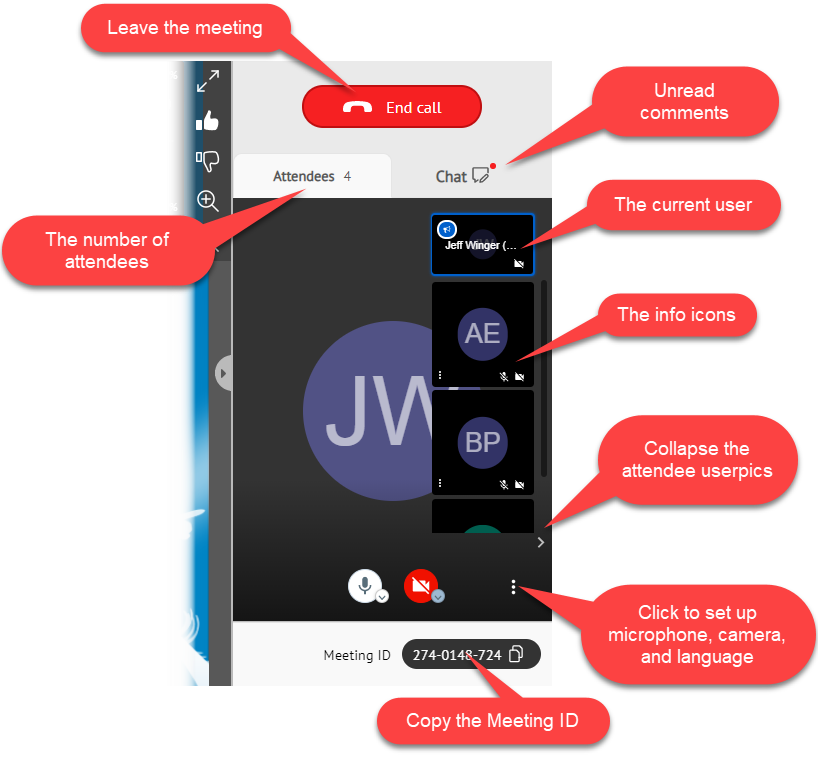 Leave the meeting
End call
Unread
comments
Attendees 4
Chat
The current user
Jeff Winger (...
The number of
attendees
The info icons
AE
JW
BP
Collapse the
attendee userpics
Click to set up
microphone, camera,
and language
Meeting ID 274-0148-724
Copy the Meeting ID